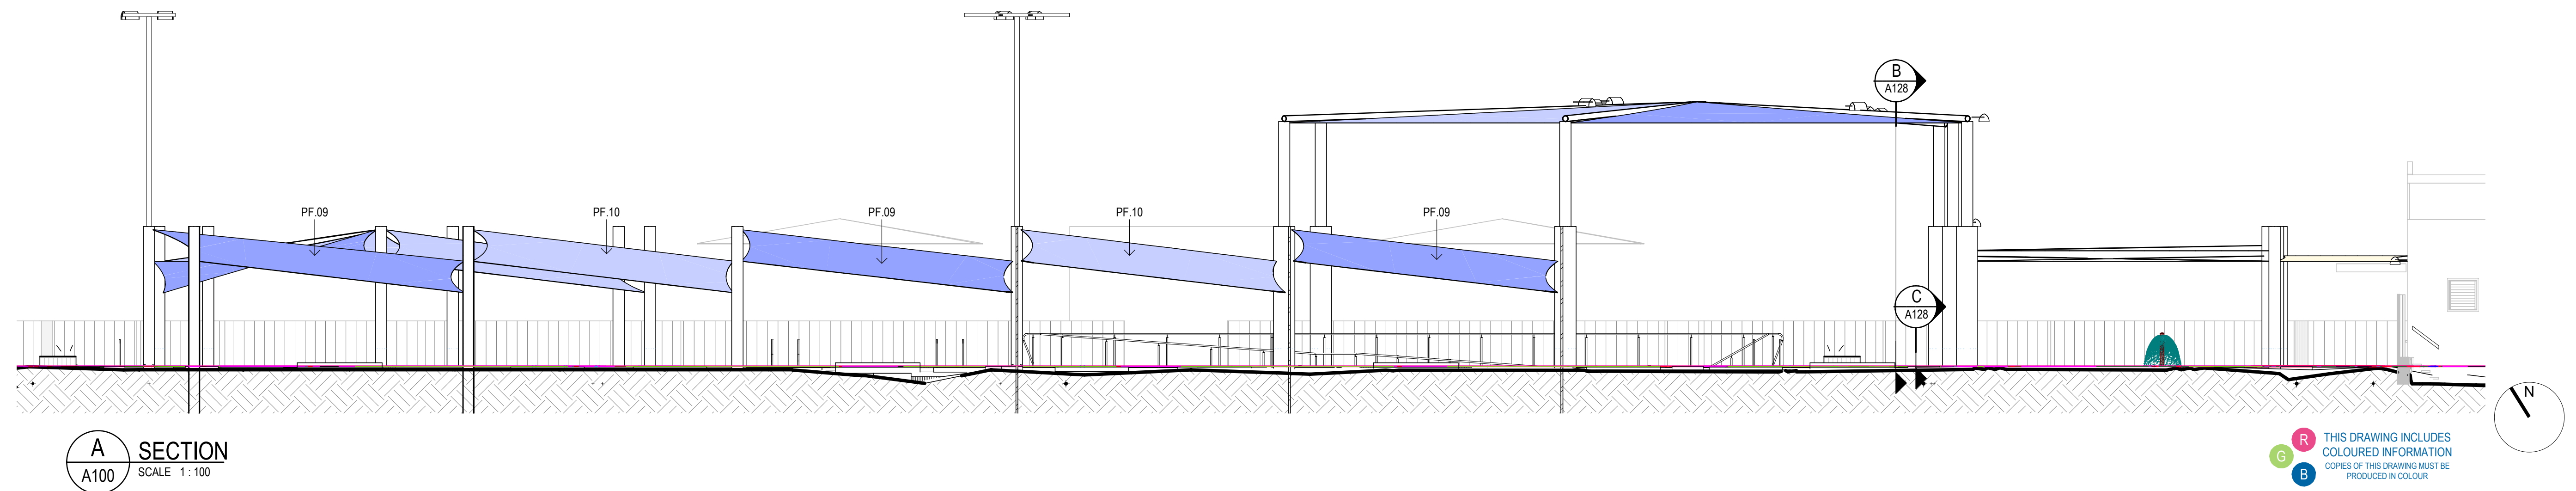 B
A128
PF.09
PF.10
PF.09
PF.10
PF.09
C
A128
N
A
A100
SECTION
SCALE 1 : 100
R
G
B
THIS DRAWING INCLUDES
COLOURED INFORMATION
COPIES OF THIS DRAWING MUST BE
PRODUCED IN COLOUR